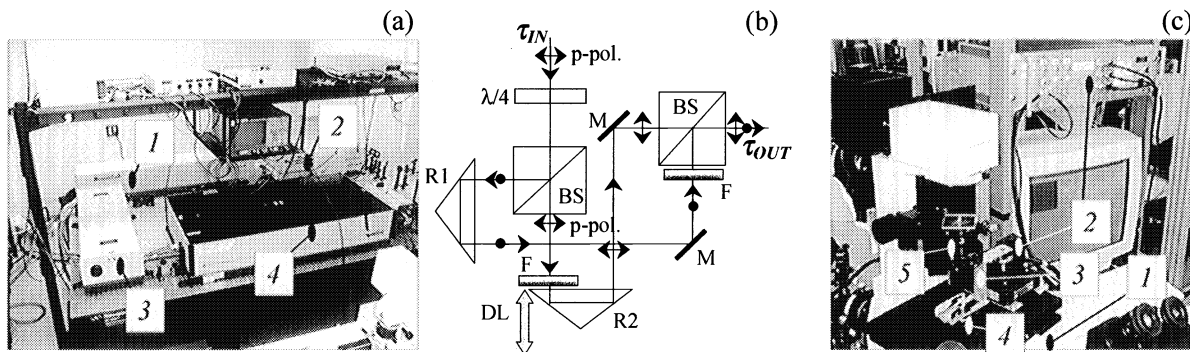 (a)
1
2
3
4
(b)
τIN
p-pol.
λ/4
M
BS
τOUT
R1
BS
F
p-pol.
F
M
DL
R2
(c)
2
5
3
1
4